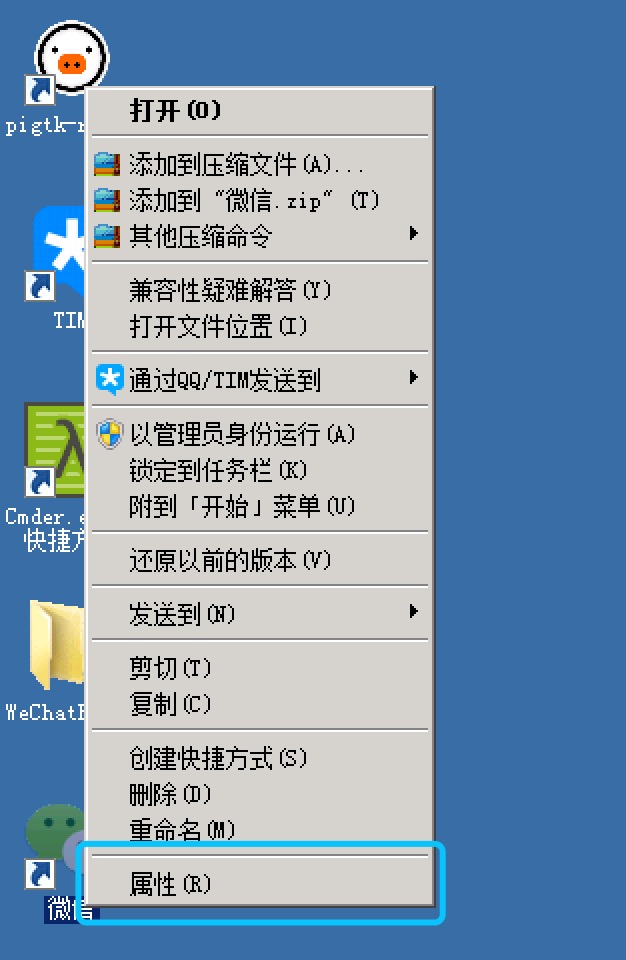 pigtk-
打开(O)
添加到压缩文件(A)...
添加到“微信.zip”(T)
其他压缩命令
兼容性疑难解答(Y)
打开文件位置(I)
TIM
通过QQ/TIM发送到
以管理员身份运行(A)
锁定到任务栏(K)
附到「开始」菜单(U)
Cmder.
快捷方
还原以前的版本(V)
发送到(N)
剪切(T)
复制(C)
WeChat
创建快捷方式(S)
删除(D)
重命名(M)
属性(R)
微信